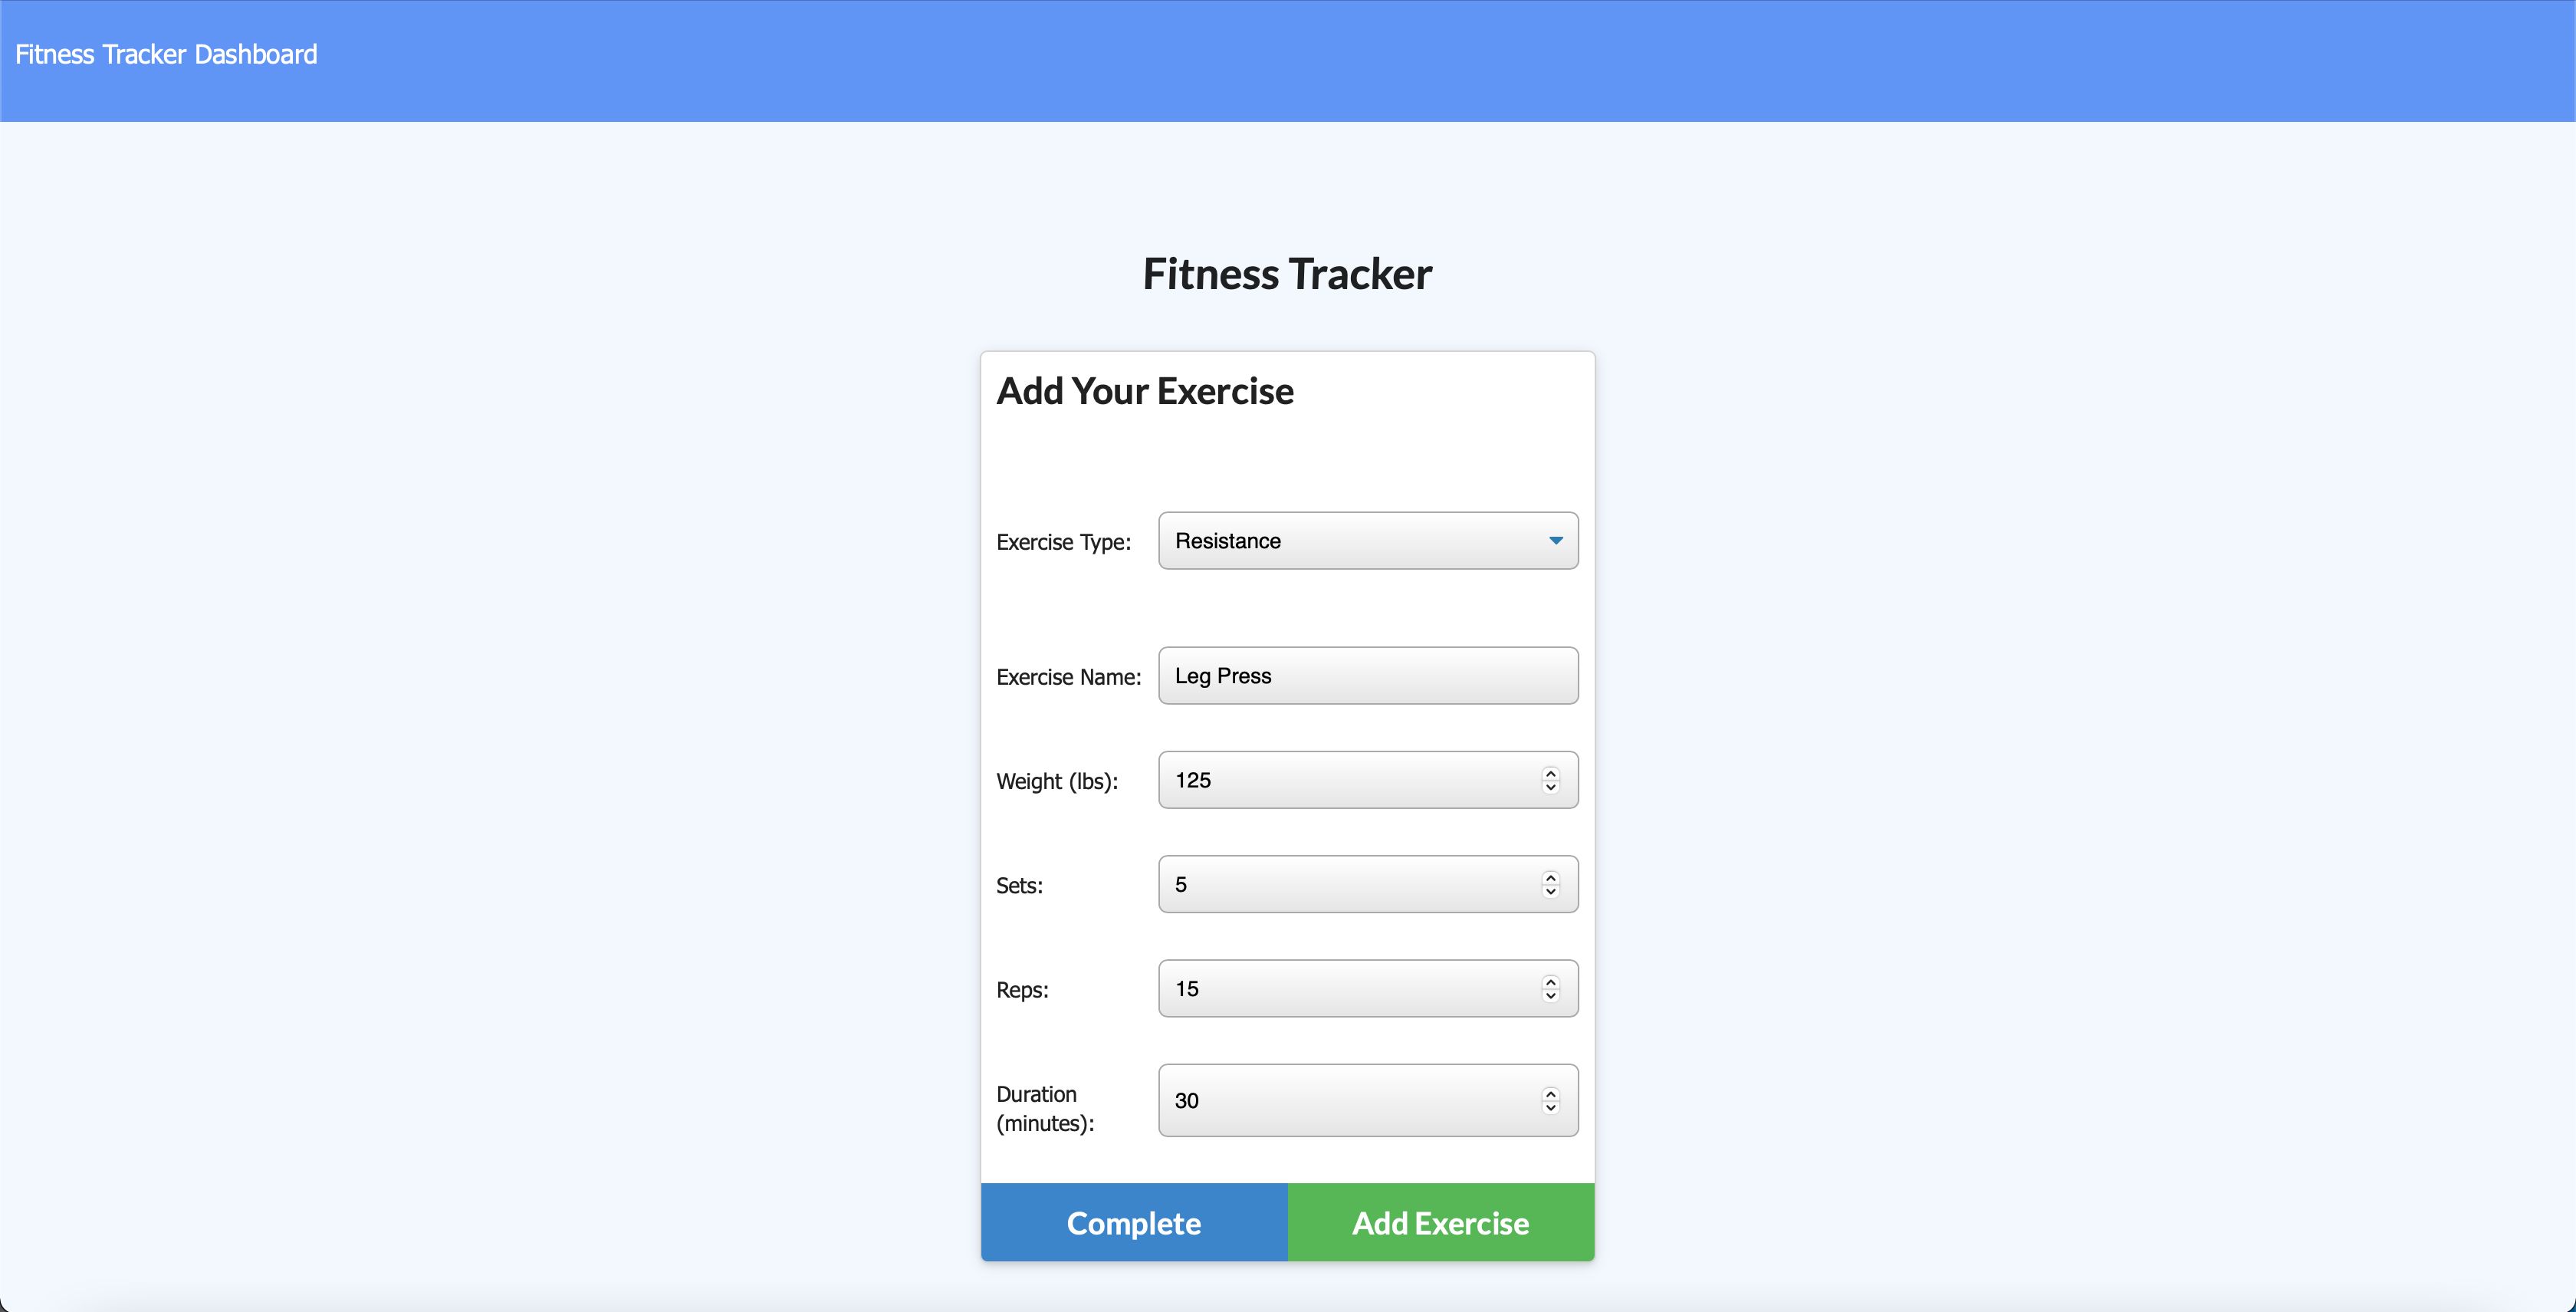 Fitness Tracker Dashboard
Fitness Tracker
Add Your Exercise
Exercise Type: Resistance
Exercise Name: Leg Press
Weight (lbs): 125
Sets: 5
Reps: 15
Duration
(minutes): 30
Complete Add Exercise